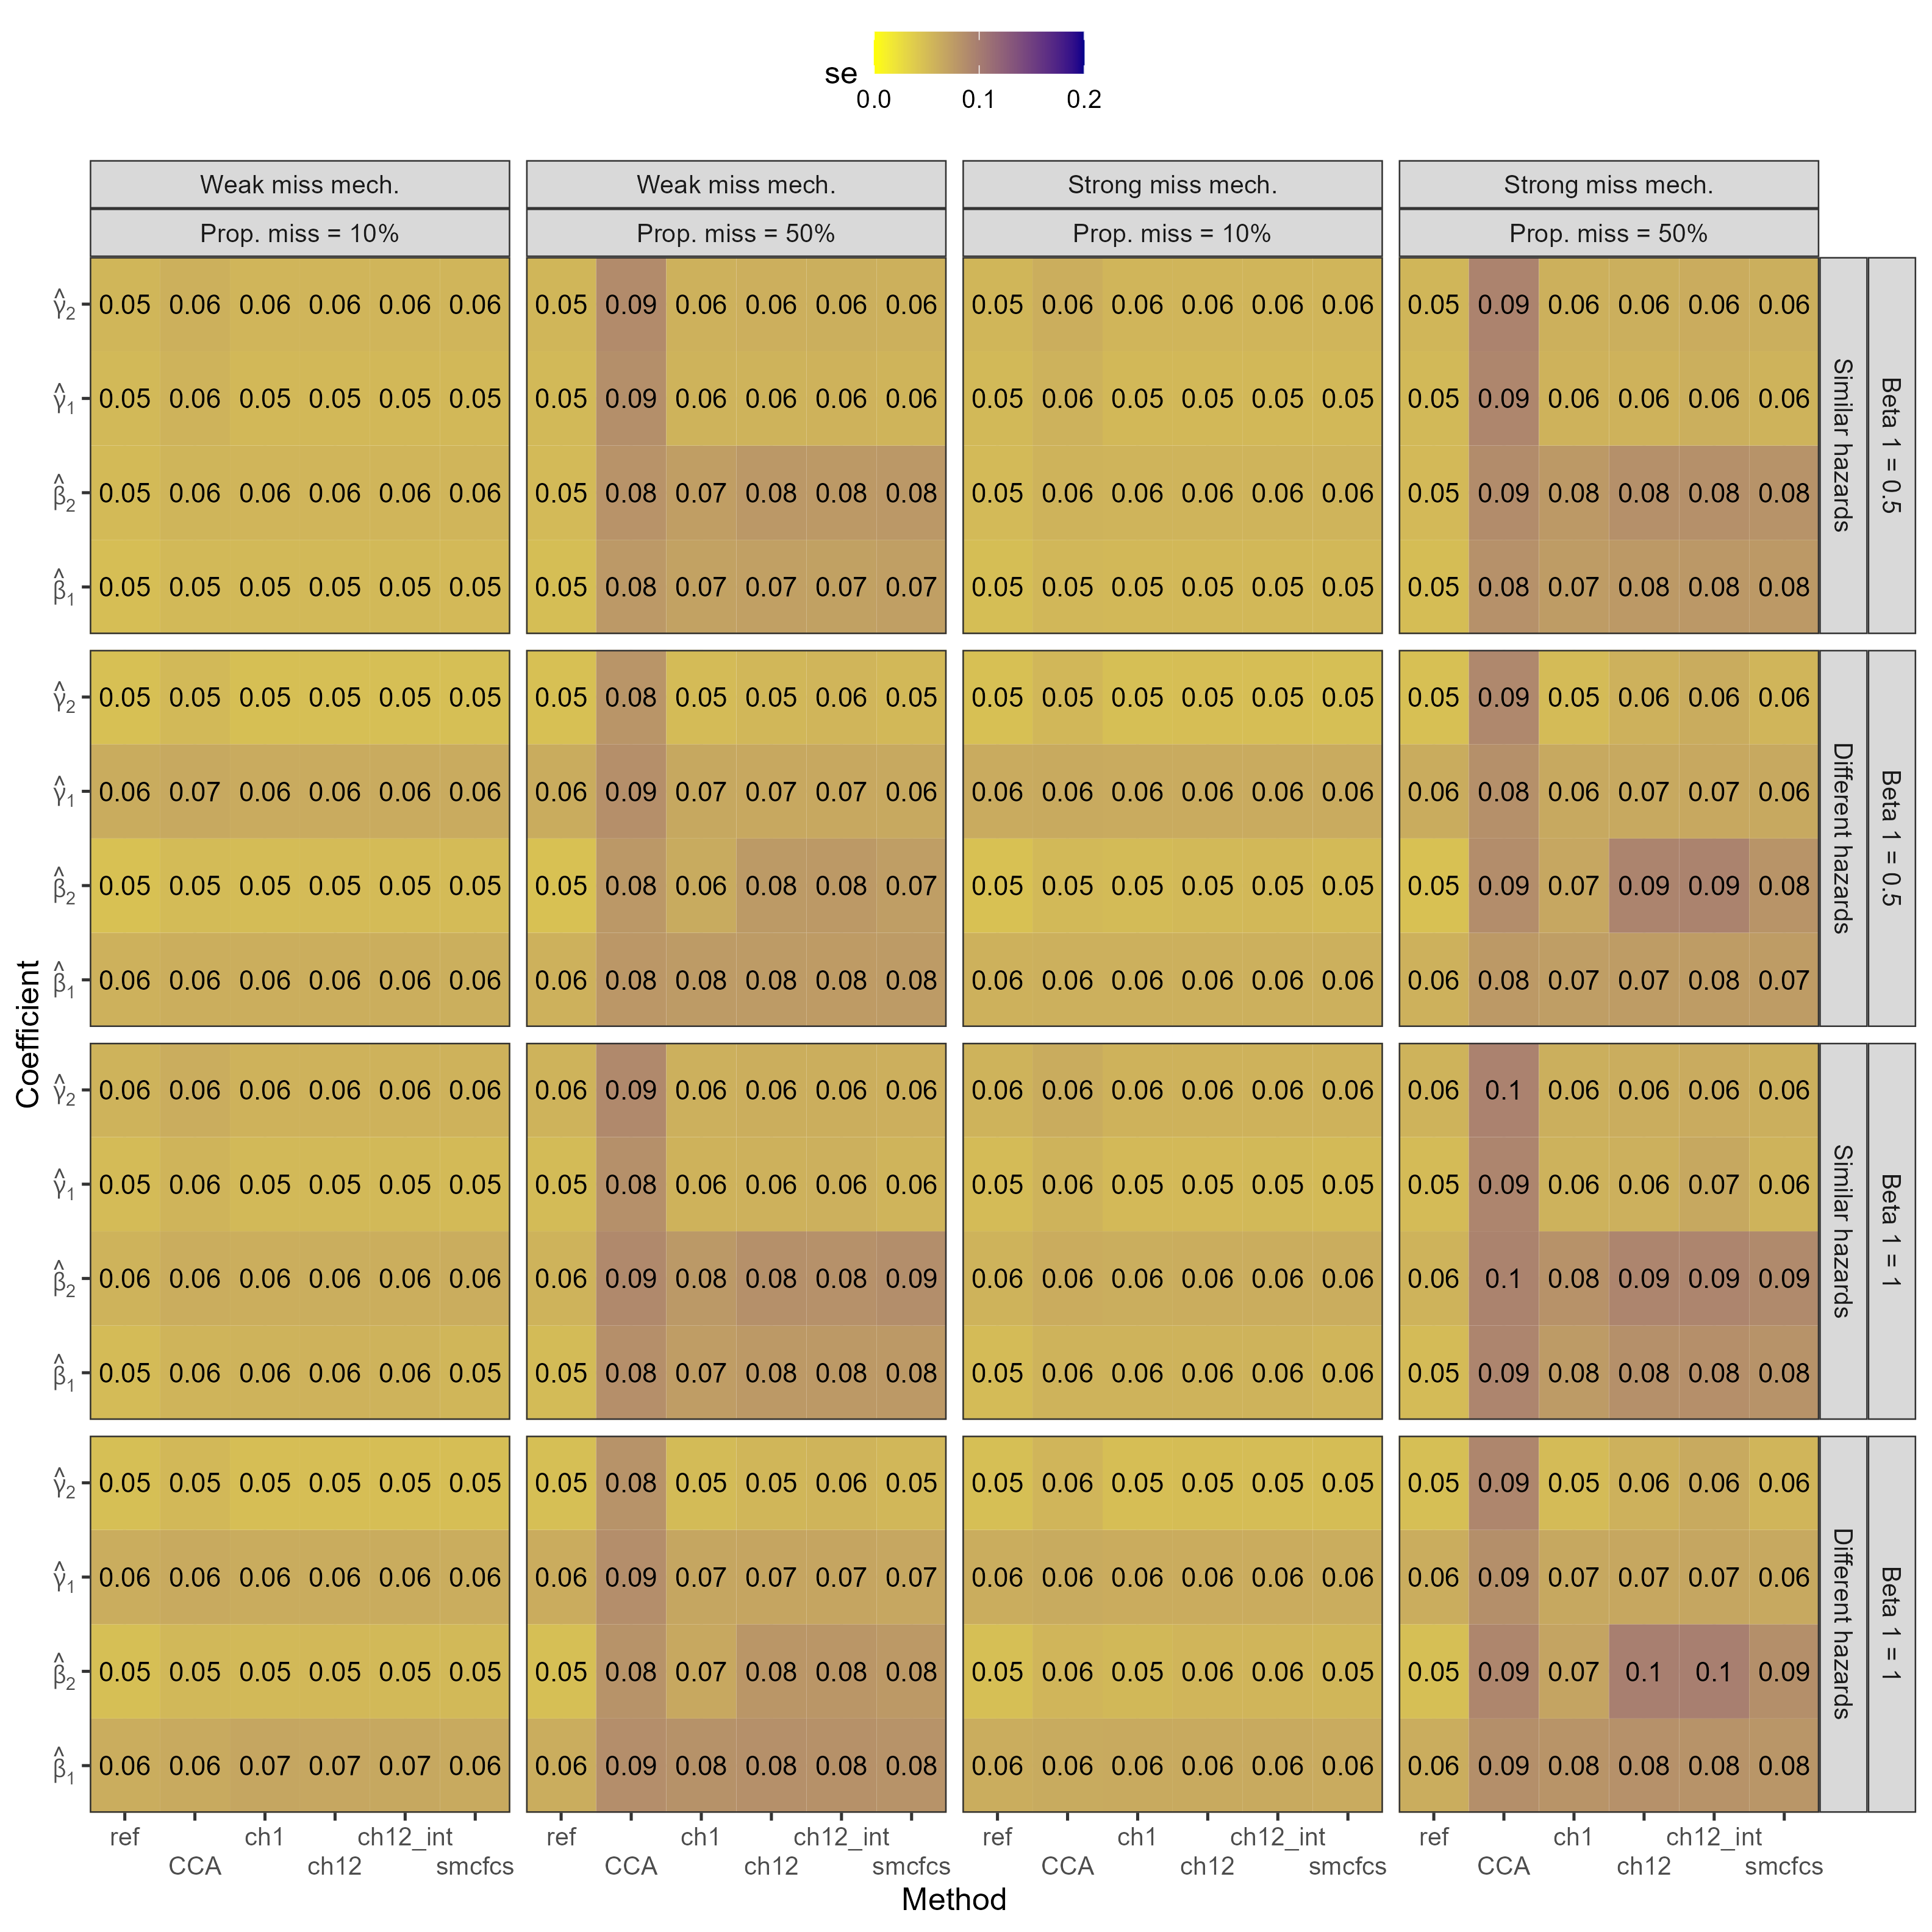 se
0.0 0.1 0.2
Weak miss mech. Weak miss mech. Strong miss mech. Strong miss mech.
Prop. miss = 10% Prop. miss = 50% Prop. miss = 10% Prop. miss = 50%
γ̂₂ 0.05 0.06 0.06 0.06 0.06 0.06 0.05 0.09 0.06 0.06 0.06 0.06 0.05 0.06 0.06 0.06 0.06 0.06 0.05 0.09 0.06 0.06 0.06 0.06
γ̂₁ 0.05 0.06 0.05 0.05 0.05 0.05 0.05 0.09 0.06 0.06 0.06 0.06 0.05 0.06 0.05 0.05 0.05 0.05 0.05 0.09 0.06 0.06 0.06 0.06
β̂₂ 0.05 0.06 0.06 0.06 0.06 0.06 0.05 0.08 0.07 0.08 0.08 0.08 0.05 0.06 0.06 0.06 0.06 0.06 0.05 0.09 0.08 0.08 0.08 0.08
β̂₁ 0.05 0.05 0.05 0.05 0.05 0.05 0.05 0.08 0.07 0.07 0.07 0.07 0.05 0.05 0.05 0.05 0.05 0.05 0.05 0.08 0.07 0.08 0.08 0.08
Similar hazards
Beta 1 = 0.5
γ̂₂ 0.05 0.05 0.05 0.05 0.05 0.05 0.05 0.08 0.05 0.05 0.06 0.05 0.05 0.05 0.05 0.05 0.05 0.05 0.05 0.09 0.05 0.06 0.06 0.06
γ̂₁ 0.06 0.07 0.06 0.06 0.06 0.06 0.06 0.09 0.07 0.07 0.07 0.06 0.06 0.06 0.06 0.06 0.06 0.06 0.06 0.08 0.06 0.07 0.07 0.06
β̂₂ 0.05 0.05 0.05 0.05 0.05 0.05 0.05 0.08 0.06 0.08 0.08 0.07 0.05 0.05 0.05 0.05 0.05 0.05 0.05 0.09 0.07 0.09 0.09 0.08
β̂₁ 0.06 0.06 0.06 0.06 0.06 0.06 0.06 0.08 0.08 0.08 0.08 0.08 0.06 0.06 0.06 0.06 0.06 0.06 0.06 0.08 0.07 0.07 0.08 0.07
Different hazards
Beta 1 = 0.5
Coefficient
γ̂₂ 0.06 0.06 0.06 0.06 0.06 0.06 0.06 0.09 0.06 0.06 0.06 0.06 0.06 0.06 0.06 0.06 0.06 0.06 0.06 0.1 0.06 0.06 0.06 0.06
γ̂₁ 0.05 0.06 0.05 0.05 0.05 0.05 0.05 0.08 0.06 0.06 0.06 0.06 0.05 0.06 0.05 0.05 0.05 0.05 0.05 0.09 0.06 0.06 0.07 0.06
β̂₂ 0.06 0.06 0.06 0.06 0.06 0.06 0.06 0.09 0.08 0.08 0.08 0.09 0.06 0.06 0.06 0.06 0.06 0.06 0.06 0.1 0.08 0.09 0.09 0.09
β̂₁ 0.05 0.06 0.06 0.06 0.06 0.05 0.05 0.08 0.07 0.08 0.08 0.08 0.05 0.06 0.06 0.06 0.06 0.06 0.05 0.09 0.08 0.08 0.08 0.08
Similar hazards
Beta 1 = 1
γ̂₂ 0.05 0.05 0.05 0.05 0.05 0.05 0.05 0.08 0.05 0.05 0.06 0.05 0.05 0.06 0.05 0.05 0.05 0.05 0.05 0.09 0.05 0.06 0.06 0.06
γ̂₁ 0.06 0.06 0.06 0.06 0.06 0.06 0.06 0.09 0.07 0.07 0.07 0.07 0.06 0.06 0.06 0.06 0.06 0.06 0.06 0.09 0.07 0.07 0.07 0.06
β̂₂ 0.05 0.05 0.05 0.05 0.05 0.05 0.05 0.08 0.07 0.08 0.08 0.08 0.05 0.06 0.05 0.06 0.06 0.05 0.05 0.09 0.07 0.1 0.1 0.09
β̂₁ 0.06 0.06 0.07 0.07 0.07 0.06 0.06 0.09 0.08 0.08 0.08 0.08 0.06 0.06 0.06 0.06 0.06 0.06 0.06 0.09 0.08 0.08 0.08 0.08
Different hazards
Beta 1 = 1
ref ch1 ch12_int ref ch1 ch12_int ref ch1 ch12_int ref ch1 ch12_int
CCA ch12 smcfcs CCA ch12 smcfcs CCA ch12 smcfcs CCA ch12 smcfcs
Method